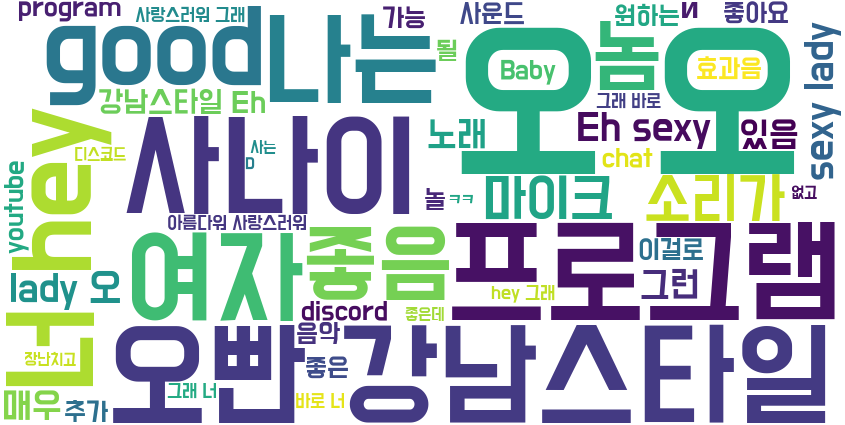 program
사랑스러워 그래
가능
사운드
원하는
И
좋아요
good
나는
될
오
Baby
놈
오
효과음
sexy lady
강남스타일 Eh
그래 바로
hey
사나이
노래
Eh sexy
있음
디스코드
사는
D
chat
youtube
놀
ㅋㅋ
마이크
소리가
없고
아름다워 사랑스러워
lady 오
여자
좋음
프로그램
이걸로
그런
hey 그래
discord
좋은데
너
음악
오빤
강남스타일
장난치고
좋은
그래 너
매우
추가
바로 너